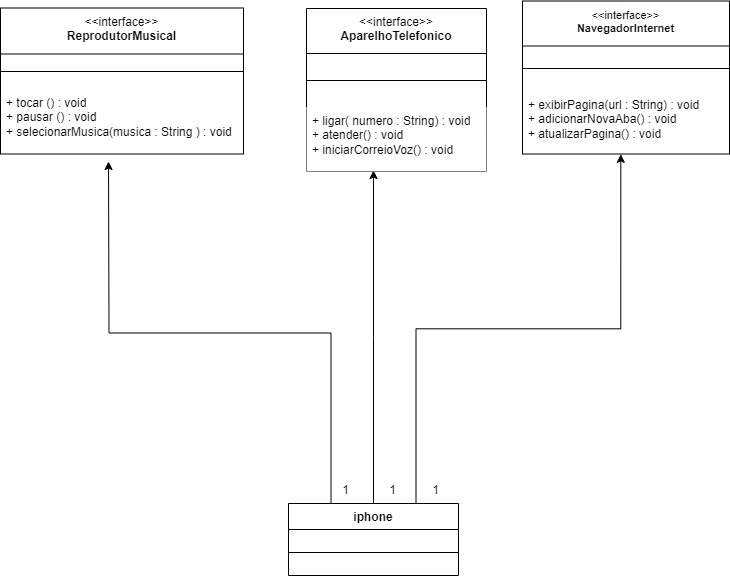 <<interface>>
ReprodutorMusical
+ tocar () : void
+ pausar () : void
+ selecionarMusica(musica : String ) : void
<<interface>>
AparelhoTelefonico
+ ligar( numero : String) : void
+ atender() : void
+ iniciarCorreioVoz() : void
<<interface>>
NavegadorInternet
+ exibirPagina(url : String) : void
+ adicionarNovaAba() : void
+ atualizarPagina() : void
1
1
1
iphone